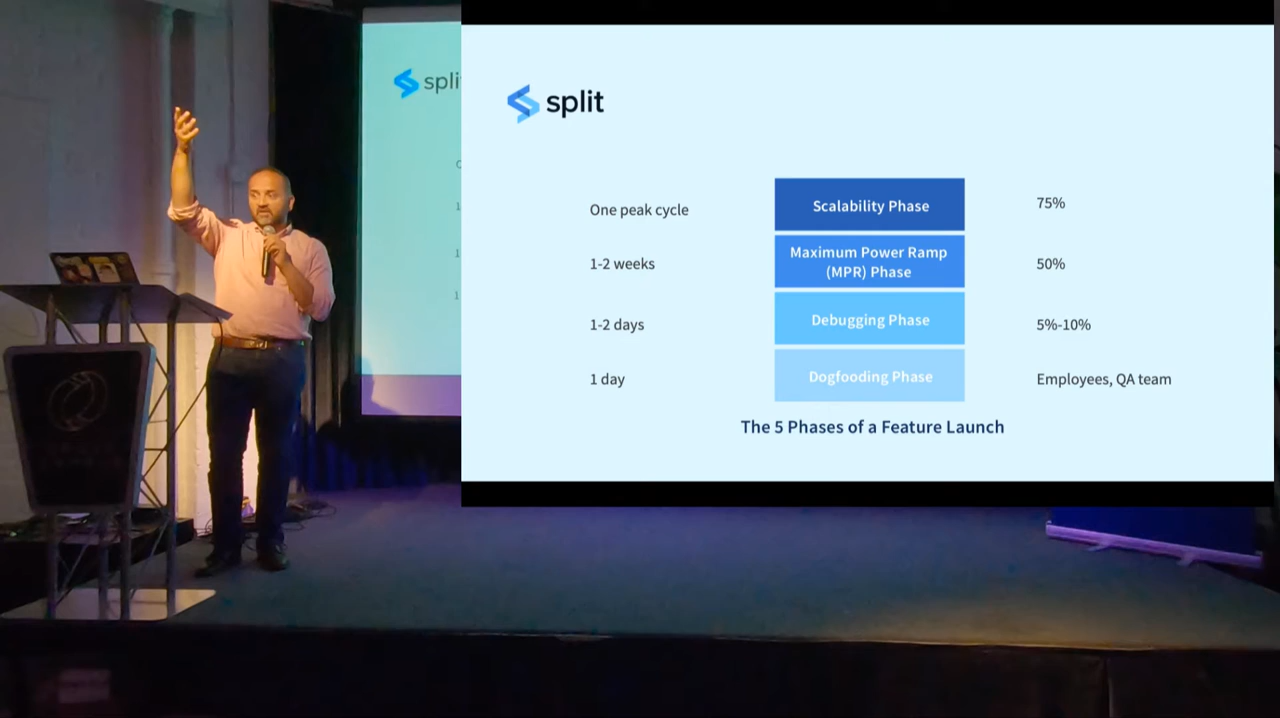 spli
split
One peak cycle
Scalability Phase
75%
1-2 weeks
Maximum Power Ramp
(MPR) Phase
50%
1-2 days
Debugging Phase
5%-10%
1 day
Dogfooding Phase
Employees, QA team
The 5 Phases of a Feature Launch